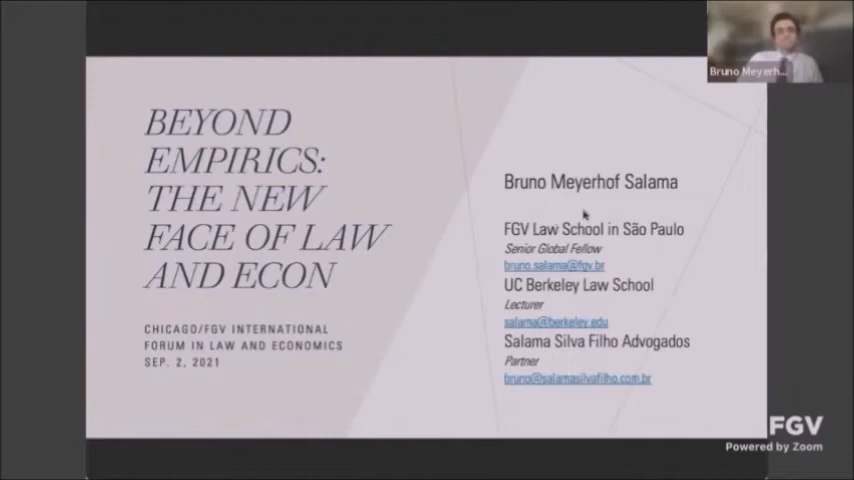 BEYOND
EMPIRICS:
THE NEW
FACE OF LAW
AND ECON
CHICAGO/FGV INTERNATIONAL
FORUM IN LAW AND ECONOMICS
SEP. 2, 2021
Bruno Meyerhof Salama
FGV Law School in São Paulo
Senior Global Fellow
bruno.salama@fgv.br
UC Berkeley Law School
Lecturer
salama@berkeley.edu
Salama Silva Filho Advogados
Partner
bruno@salamasilvafilho.com.br
Bruno Meyerh...
FGV
Powered by Zoom